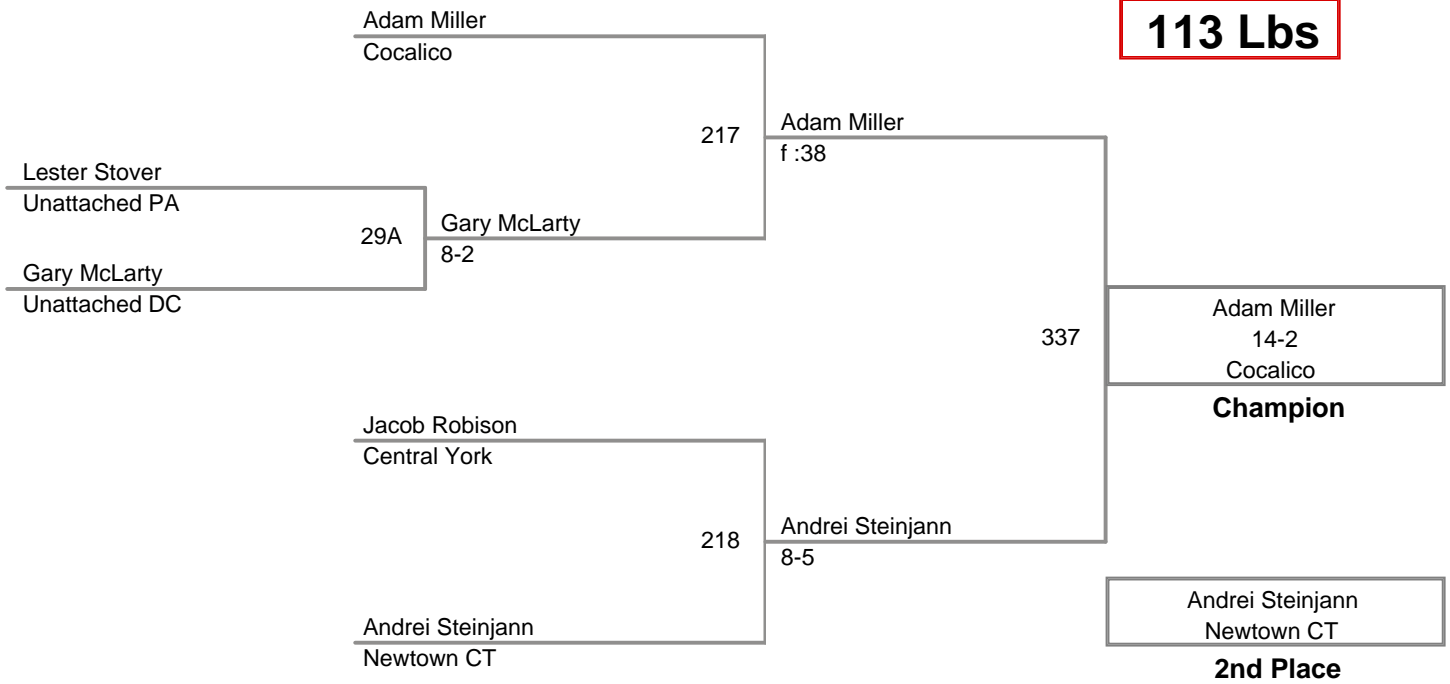 113 Lbs
Adam Miller
Cocalico
217
Adam Miller
f :38
Lester Stover
Unattached PA
29A
Gary McLarty
8-2
Gary McLarty
Unattached DC
337
Adam Miller
14-2
Cocalico
Champion
Jacob Robison
Central York
218
Andrei Steinjann
8-5
Andrei Steinjann
Newtown CT
Andrei Steinjann
Newtown CT
2nd Place